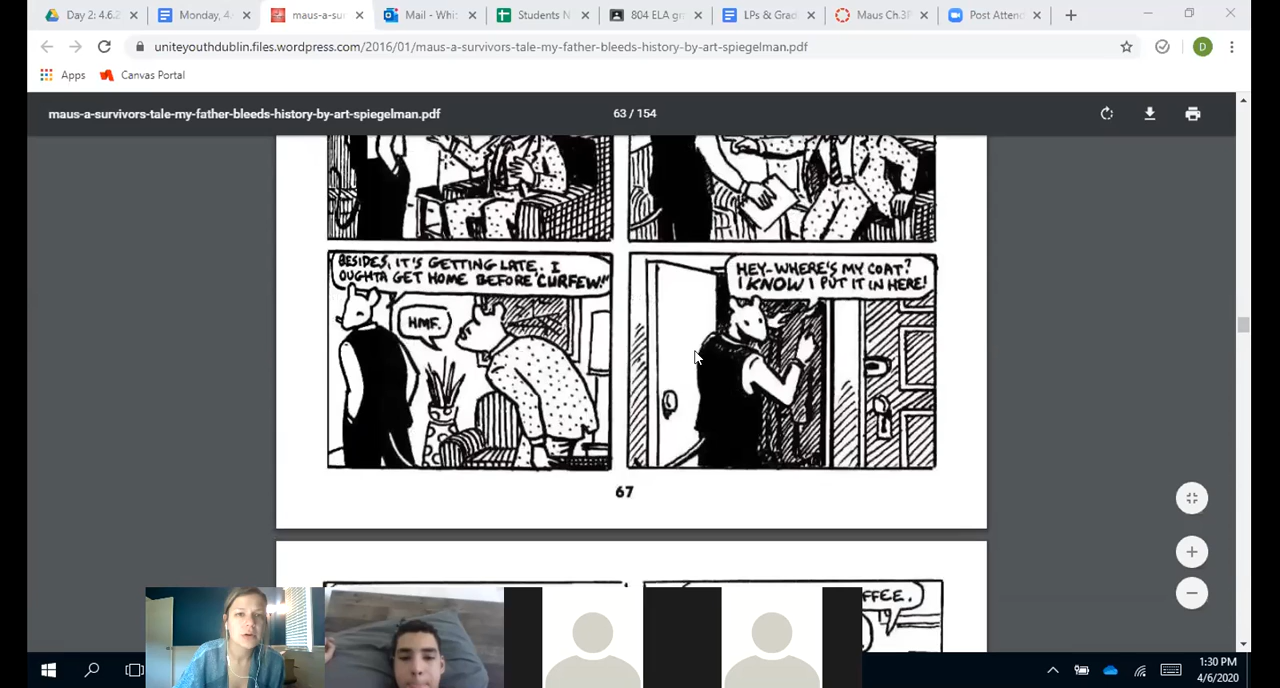 Day 2: 4.6.2
Monday, 4.
maus-a-sur
Mail - Whi
Students N
804 ELA gr
LPs & Grad
Maus Ch.3P
Post Attend
uniteyouthdublin.files.wordpress.com/2016/01/maus-a-survivors-tale-my-father-bleeds-history-by-art-spiegelman.pdf
D
Apps
Canvas Portal
maus-a-survivors-tale-my-father-bleeds-history-by-art-spiegelman.pdf
63 / 154
BESIDES, IT'S GETTING LATE. I
OUGHTA GET HOME BEFORE "CURFEW!"
HMF.
HEY-WHERE'S MY COAT?
I KNOW I PUT IT IN HERE!
67
FFEE.
1:30 PM
4/6/2020